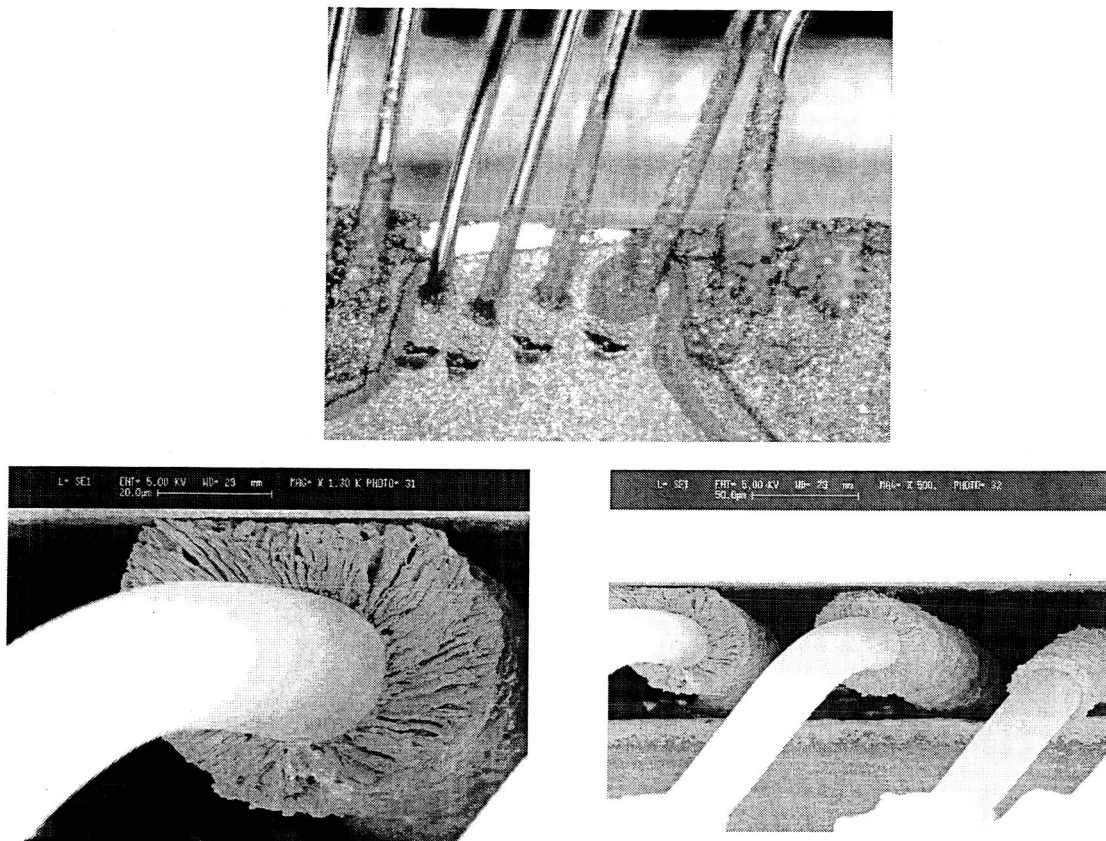 L= SE1 EHT= 5.00 KV WD= 29 mm MAG= X 1.30 K PHOTO= 31
20.0µm
L= SE1 EHT= 5.00 KV WD= 29 mm MAG= X 500. PHOTO= 32
50.0µm